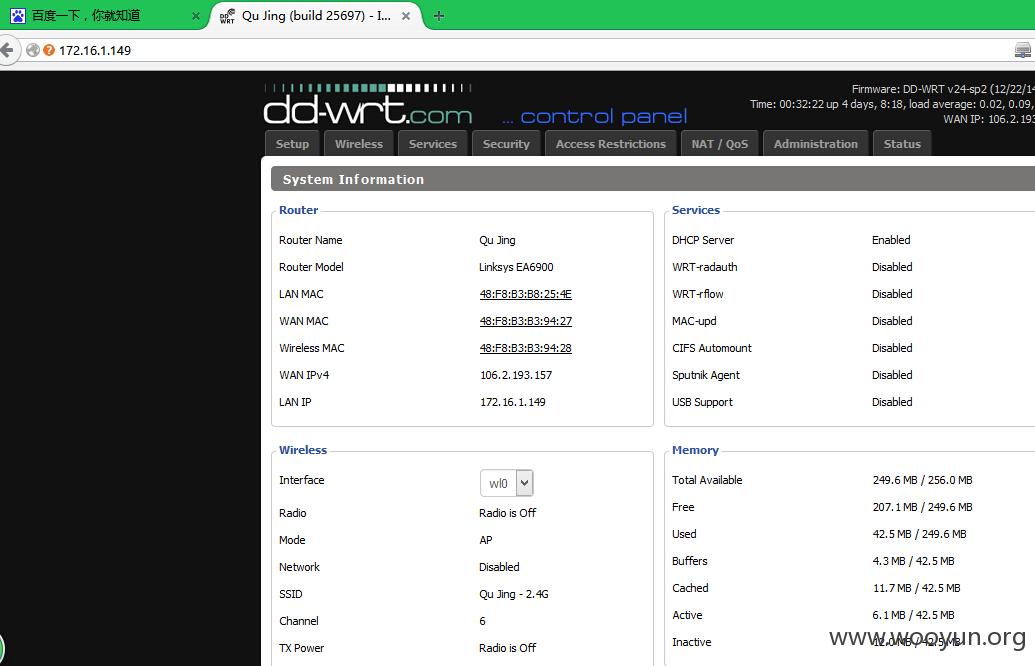 百度一下，你就知道
Qu Jing (build 25697) - I...
172.16.1.149
dd-wrt.com ... control panel
Firmware: DD-WRT v24-sp2 (12/22/14
Time: 00:32:22 up 4 days, 8:18, load average: 0.02, 0.09,
WAN IP: 106.2.193
Setup Wireless Services Security Access Restrictions NAT / QoS Administration Status
System Information
Router
Router Name Qu Jing
Router Model Linksys EA6900
LAN MAC 48:F8:B3:B8:25:4E
WAN MAC 48:F8:B3:B3:94:27
Wireless MAC 48:F8:B3:B3:94:28
WAN IPv4 106.2.193.157
LAN IP 172.16.1.149
Services
DHCP Server Enabled
WRT-radauth Disabled
WRT-rflow Disabled
MAC-upd Disabled
CIFS Automount Disabled
Sputnik Agent Disabled
USB Support Disabled
Wireless
Interface wl0
Radio Radio is Off
Mode AP
Network Disabled
SSID Qu Jing - 2.4G
Channel 6
TX Power Radio is Off
Memory
Total Available 249.6 MB / 256.0 MB
Free 207.1 MB / 249.6 MB
Used 42.5 MB / 249.6 MB
Buffers 4.3 MB / 42.5 MB
Cached 11.7 MB / 42.5 MB
Active 6.1 MB / 42.5 MB
Inactive 12.0 MB / 42.5 MB
www.wooyun.org